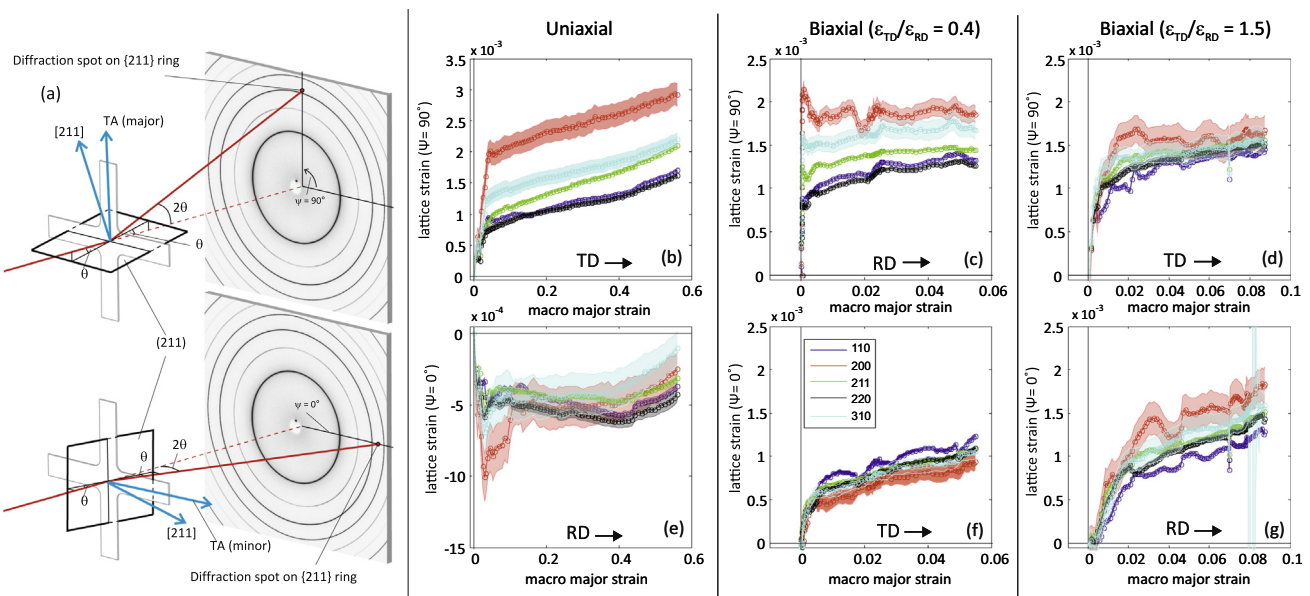 Diffraction spot on {211} ring
(a)
[211]
TA (major)
2θ
θ
θ
ψ = 90°
(211)
ψ = 0°
2θ
θ
θ
[211]
TA (minor)
Diffraction spot on {211} ring
Uniaxial
x 10⁻³
3.5
3
2.5
2
1.5
1
0.5
0
lattice strain (Ψ= 90°)
TD
(b)
0
0.2
0.4
0.6
macro major strain
Biaxial (εTD/εRD = 0.4)
x 10⁻³
2.5
2
1.5
1
0.5
0
lattice strain (Ψ= 90°)
RD
(c)
0
0.02
0.04
0.06
macro major strain
Biaxial (εTD/εRD = 1.5)
x 10⁻³
2.5
2
1.5
1
0.5
0
lattice strain (Ψ= 90°)
TD
(d)
0
0.02
0.04
0.06
0.08
0.1
macro major strain
x 10⁻⁴
0
-5
-10
-15
lattice strain (Ψ= 0°)
RD
(e)
0
0.2
0.4
0.6
macro major strain
x 10⁻³
2.5
2
1.5
1
0.5
0
lattice strain (Ψ= 0°)
110
200
211
220
310
TD
(f)
0
0.02
0.04
0.06
macro major strain
x 10⁻³
2.5
2
1.5
1
0.5
0
lattice strain (Ψ= 0°)
RD
(g)
0
0.02
0.04
0.06
0.08
0.1
macro major strain